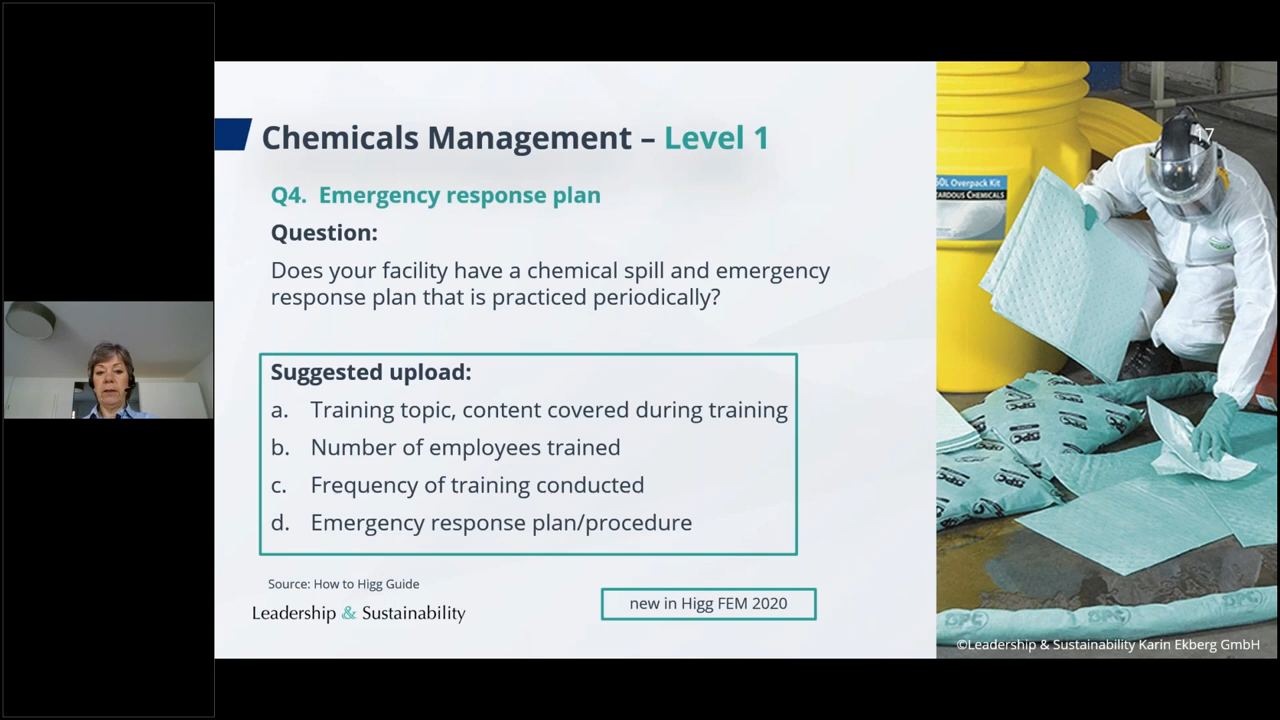 Chemicals Management – Level 1
Q4. Emergency response plan
Question:
Does your facility have a chemical spill and emergency
response plan that is practiced periodically?
Suggested upload:
a. Training topic, content covered during training
b. Number of employees trained
c. Frequency of training conducted
d. Emergency response plan/procedure
Source: How to Higg Guide
Leadership & Sustainability
new in Higg FEM 2020
17
Overpack Kit
©Leadership & Sustainability Karin Ekberg GmbH